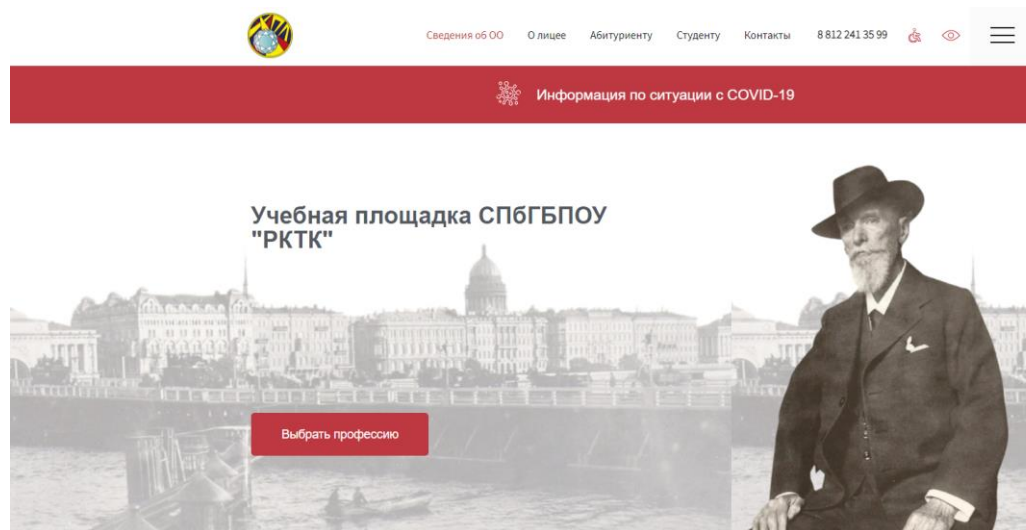 Сведения об ОО О лицее Абитуриенту Студенту Контакты 8 812 241 35 99
Информация по ситуации с COVID-19
Учебная площадка СПбГБПОУ
"РКТК"
Выбрать профессию